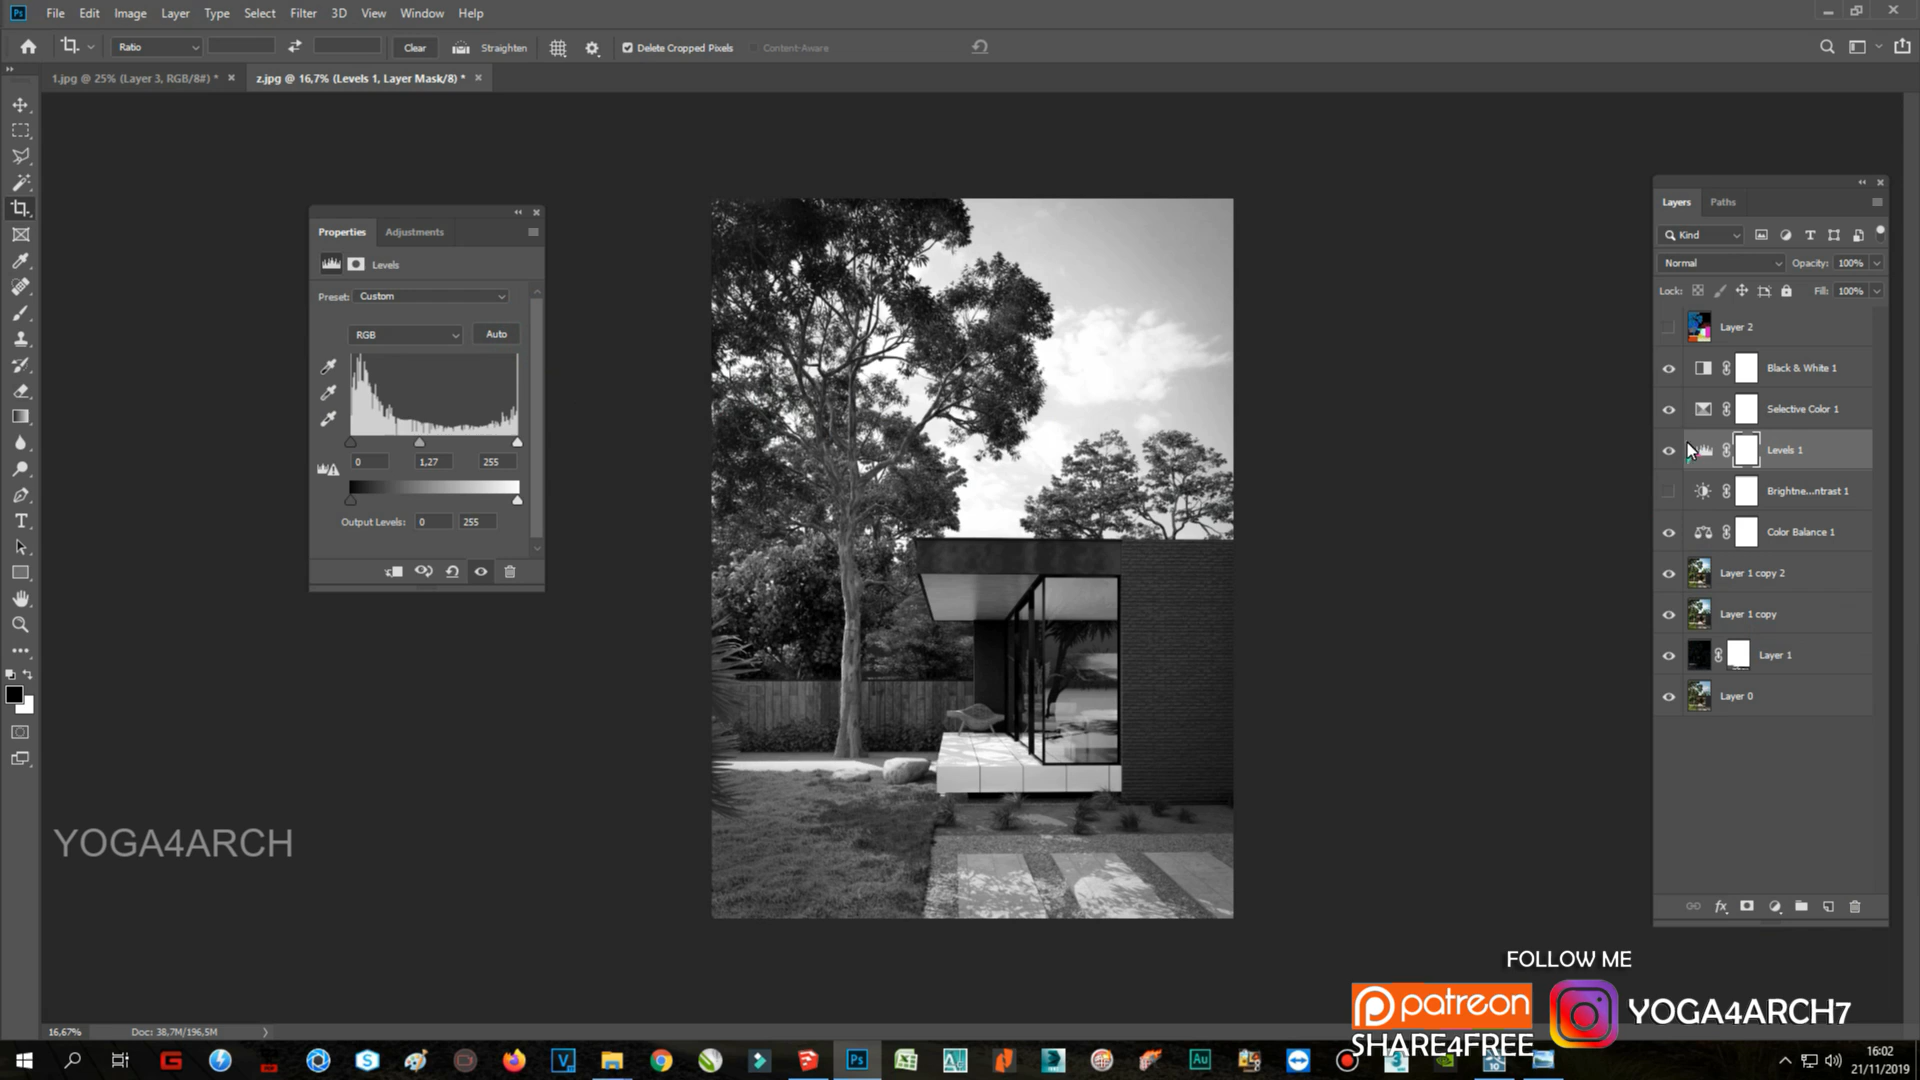 File Edit Image Layer Type Select Filter 3D View Window Help
Ratio Clear Straighten Delete Cropped Pixels Content-Aware
1.jpg @ 25% (Layer 3, RGB/8#) * z.jpg @ 16,7% (Levels 1, Layer Mask/8) *
Properties Adjustments
Levels
Preset: Custom
RGB Auto
0 1,27 255
Output Levels: 0 255
Layers Paths
Kind
Normal Opacity: 100%
Lock: Fill: 100%
Layer 2
Black & White 1
Selective Color 1
Levels 1
Brightne...ntrast 1
Color Balance 1
Layer 1 copy 2
Layer 1 copy
Layer 1
Layer 0
YOGA4ARCH
FOLLOW ME
patreon
SHARE4FREE
YOGA4ARCH7
16,67% Doc: 38,7M/196,5M
Ps
Au
16:02
21/11/2019